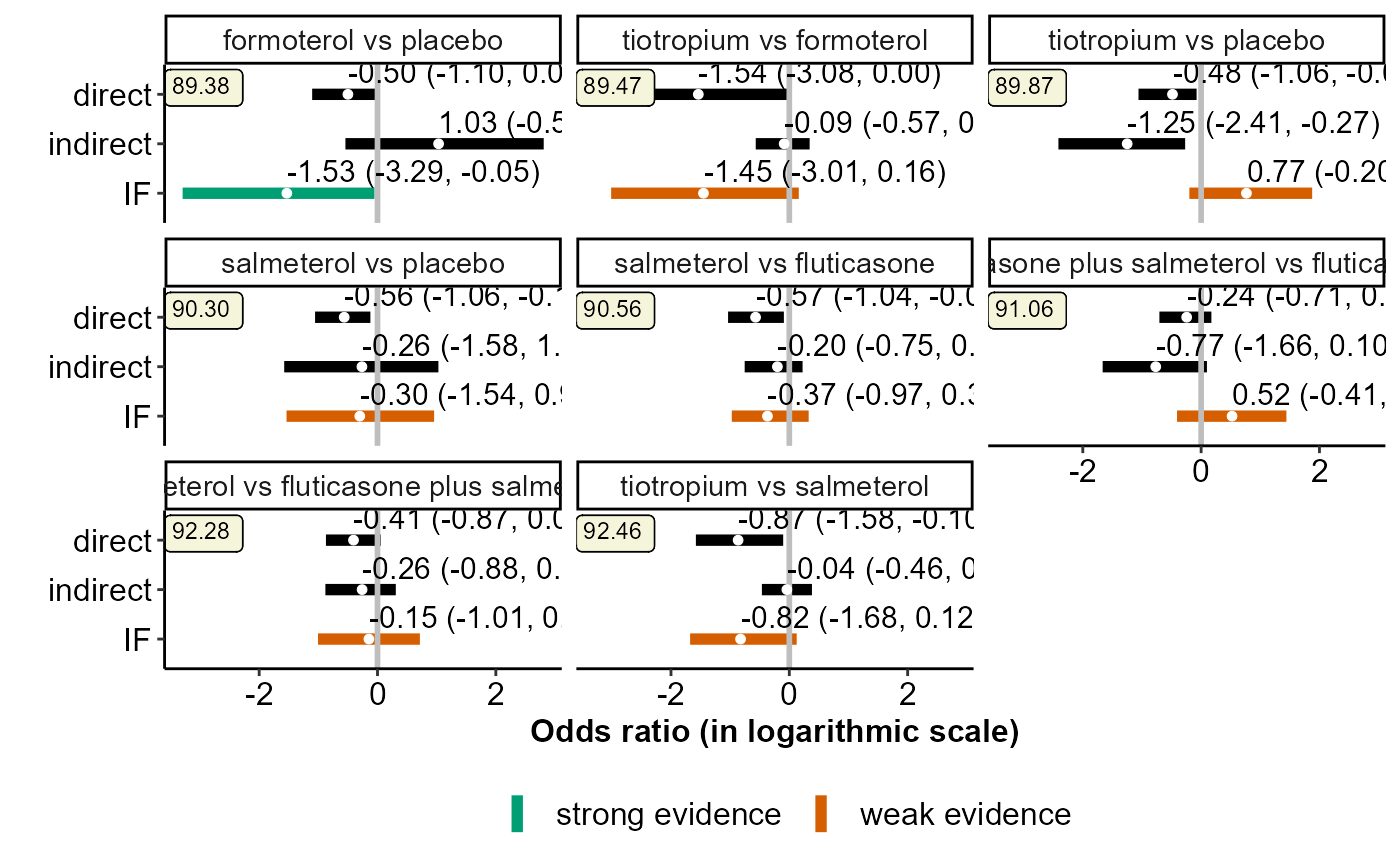 formoterol vs placebo
89.38
direct
-0.50 (-1.10, 0.0
indirect
1.03 (-0.5
IF
-1.53 (-3.29, -0.05)
tiotropium vs formoterol
89.47
-1.54 (-3.08, 0.00)
-0.09 (-0.57, 0
-1.45 (-3.01, 0.16)
tiotropium vs placebo
89.87
-0.48 (-1.06, -0.0
-1.25 (-2.41, -0.27)
0.77 (-0.20
salmeterol vs placebo
90.30
direct
-0.56 (-1.06, -0.1
indirect
-0.26 (-1.58, 1.
IF
-0.30 (-1.54, 0.9
salmeterol vs fluticasone
90.56
-0.57 (-1.04, -0.0
-0.20 (-0.75, 0.
-0.37 (-0.97, 0.3
asone plus salmeterol vs flutica
91.06
-0.24 (-0.71, 0.
-0.77 (-1.66, 0.10
0.52 (-0.41,
-2 0 2
eterol vs fluticasone plus salme
92.28
direct
-0.41 (-0.87, 0.0
indirect
-0.26 (-0.88, 0.
IF
-0.15 (-1.01, 0.
-2 0 2
tiotropium vs salmeterol
92.46
-0.87 (-1.58, -0.10
-0.04 (-0.46, 0
-0.82 (-1.68, 0.12
-2 0 2
Odds ratio (in logarithmic scale)
strong evidence weak evidence